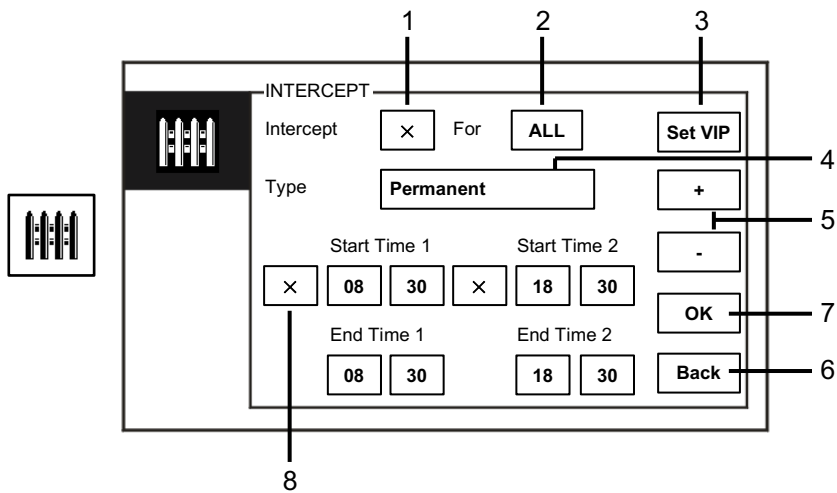 1 2 3
INTERCEPT
Intercept × For ALL Set VIP
4
Type Permanent +
5
Start Time 1 Start Time 2 -
× 08 30 × 18 30
OK 7
End Time 1 End Time 2
08 30 18 30 Back 6
8